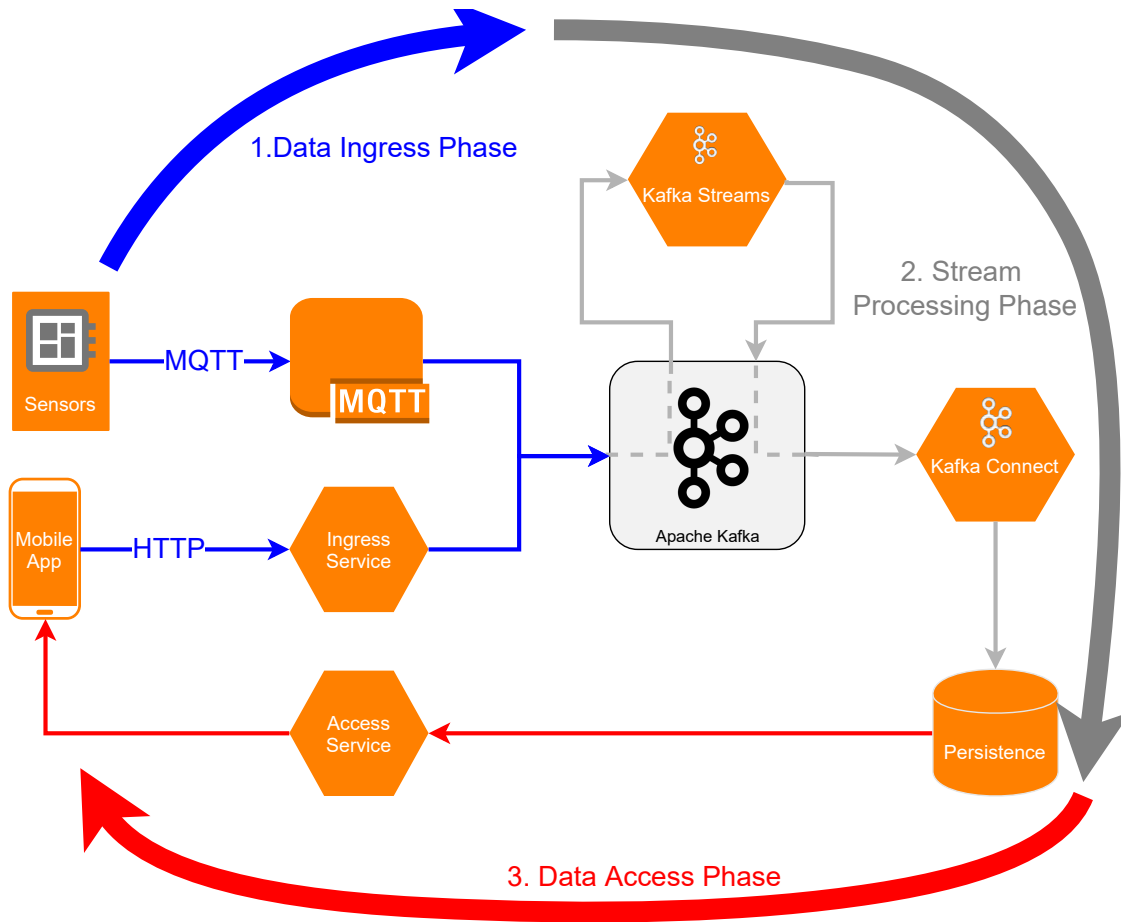 1.Data Ingress Phase
Kafka Streams
2. Stream
Processing Phase
Sensors
MQTT
MQTT
Apache Kafka
Kafka Connect
Mobile
App
HTTP
Ingress
Service
Access
Service
Persistence
3. Data Access Phase